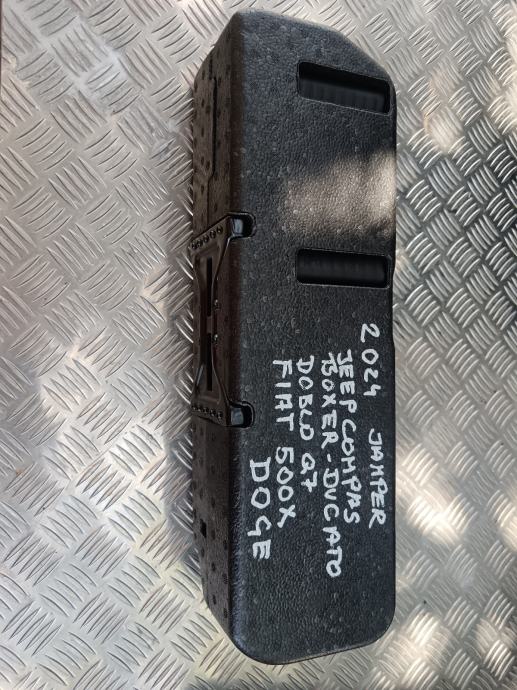 2024 JAMPER
JEEP COMPAS
BOXER-DUCATO
DOBLO Q7
FIAT 500X
DOGE